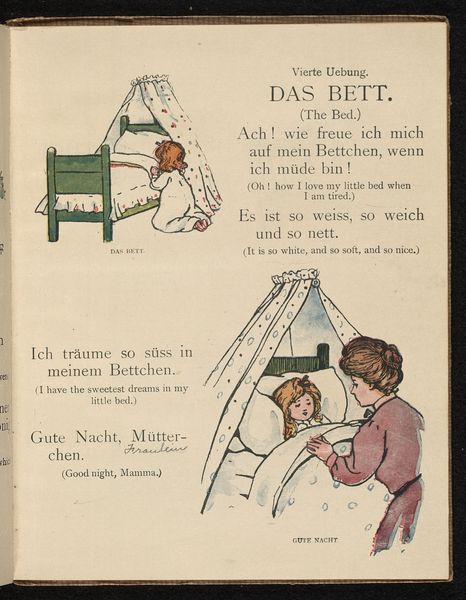 Vierte Uebung.
DAS BETT.
(The Bed.)
Ach! wie freue ich mich
auf mein Bettchen, wenn
ich müde bin!
(Oh! how I love my little bed when
I am tired.)
Es ist so weiss, so weich
und so nett.
(It is so white, and so soft, and so nice.)
DAS BETT.
Ich träume so süss in
meinem Bettchen.
(I have the sweetest dreams in my
little bed.)
Gute Nacht, Mütter-
chen. Fraulein
(Good night, Mamma.)
GUTE NACHT